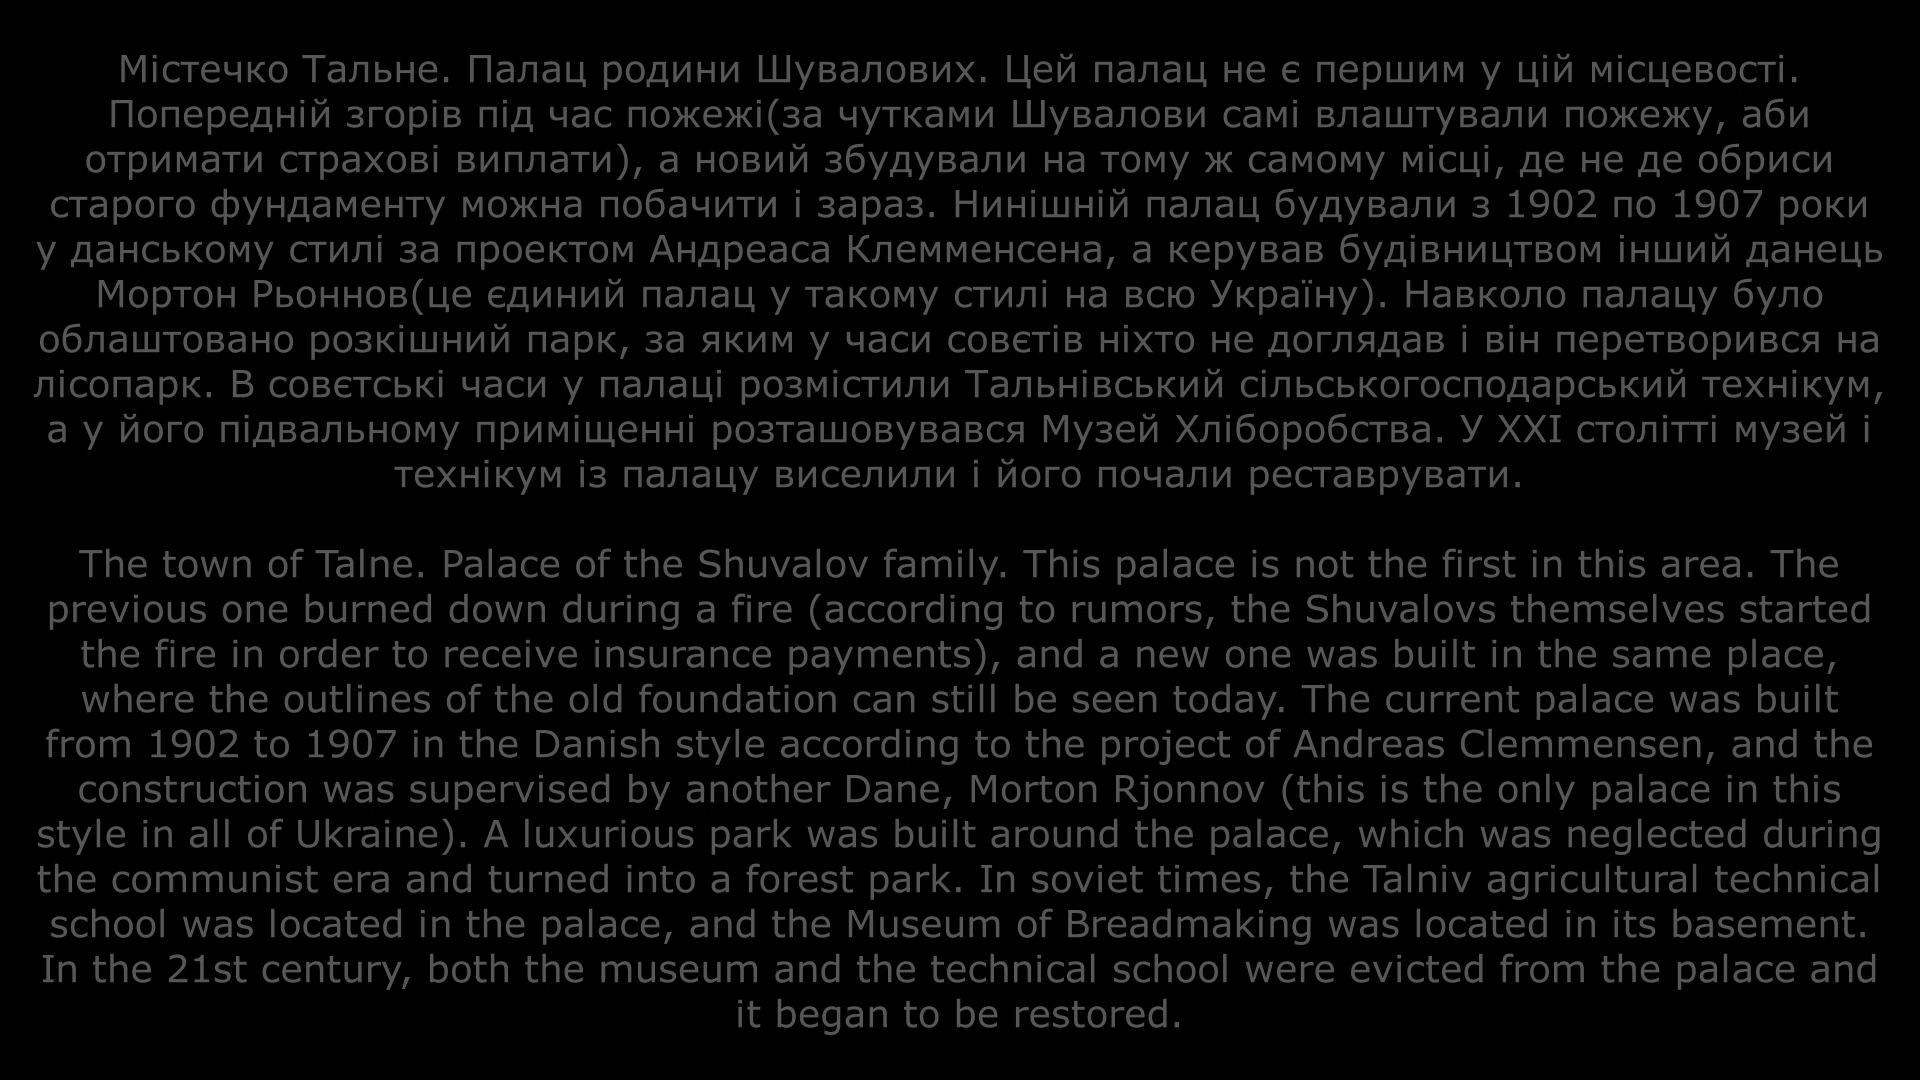 Містечко Тальне. Палац родини Шувалових. Цей палац не є першим у цій місцевості.
Попередній згорів під час пожежі(за чутками Шувалови самі влаштували пожежу, аби
отримати страхові виплати), а новий збудували на тому ж самому місці, де не де обриси
старого фундаменту можна побачити і зараз. Нинішній палац будували з 1902 по 1907 роки
у данському стилі за проектом Андреаса Клемменсена, а керував будівництвом інший данець
Мортон Рьоннов(це єдиний палац у такому стилі на всю Україну). Навколо палацу було
облаштовано розкішний парк, за яким у часи совєтів ніхто не доглядав і він перетворився на
лісопарк. В совєтські часи у палаці розмістили Тальнівський сільськогосподарський технікум,
а у його підвальному приміщенні розташовувався Музей Хліборобства. У ХХІ столітті музей і
технікум із палацу виселили і його почали реставрувати.
The town of Talne. Palace of the Shuvalov family. This palace is not the first in this area. The
previous one burned down during a fire (according to rumors, the Shuvalovs themselves started
the fire in order to receive insurance payments), and a new one was built in the same place,
where the outlines of the old foundation can still be seen today. The current palace was built
from 1902 to 1907 in the Danish style according to the project of Andreas Clemmensen, and the
construction was supervised by another Dane, Morton Rjonnov (this is the only palace in this
style in all of Ukraine). A luxurious park was built around the palace, which was neglected during
the communist era and turned into a forest park. In soviet times, the Talniv agricultural technical
school was located in the palace, and the Museum of Breadmaking was located in its basement.
In the 21st century, both the museum and the technical school were evicted from the palace and
it began to be restored.